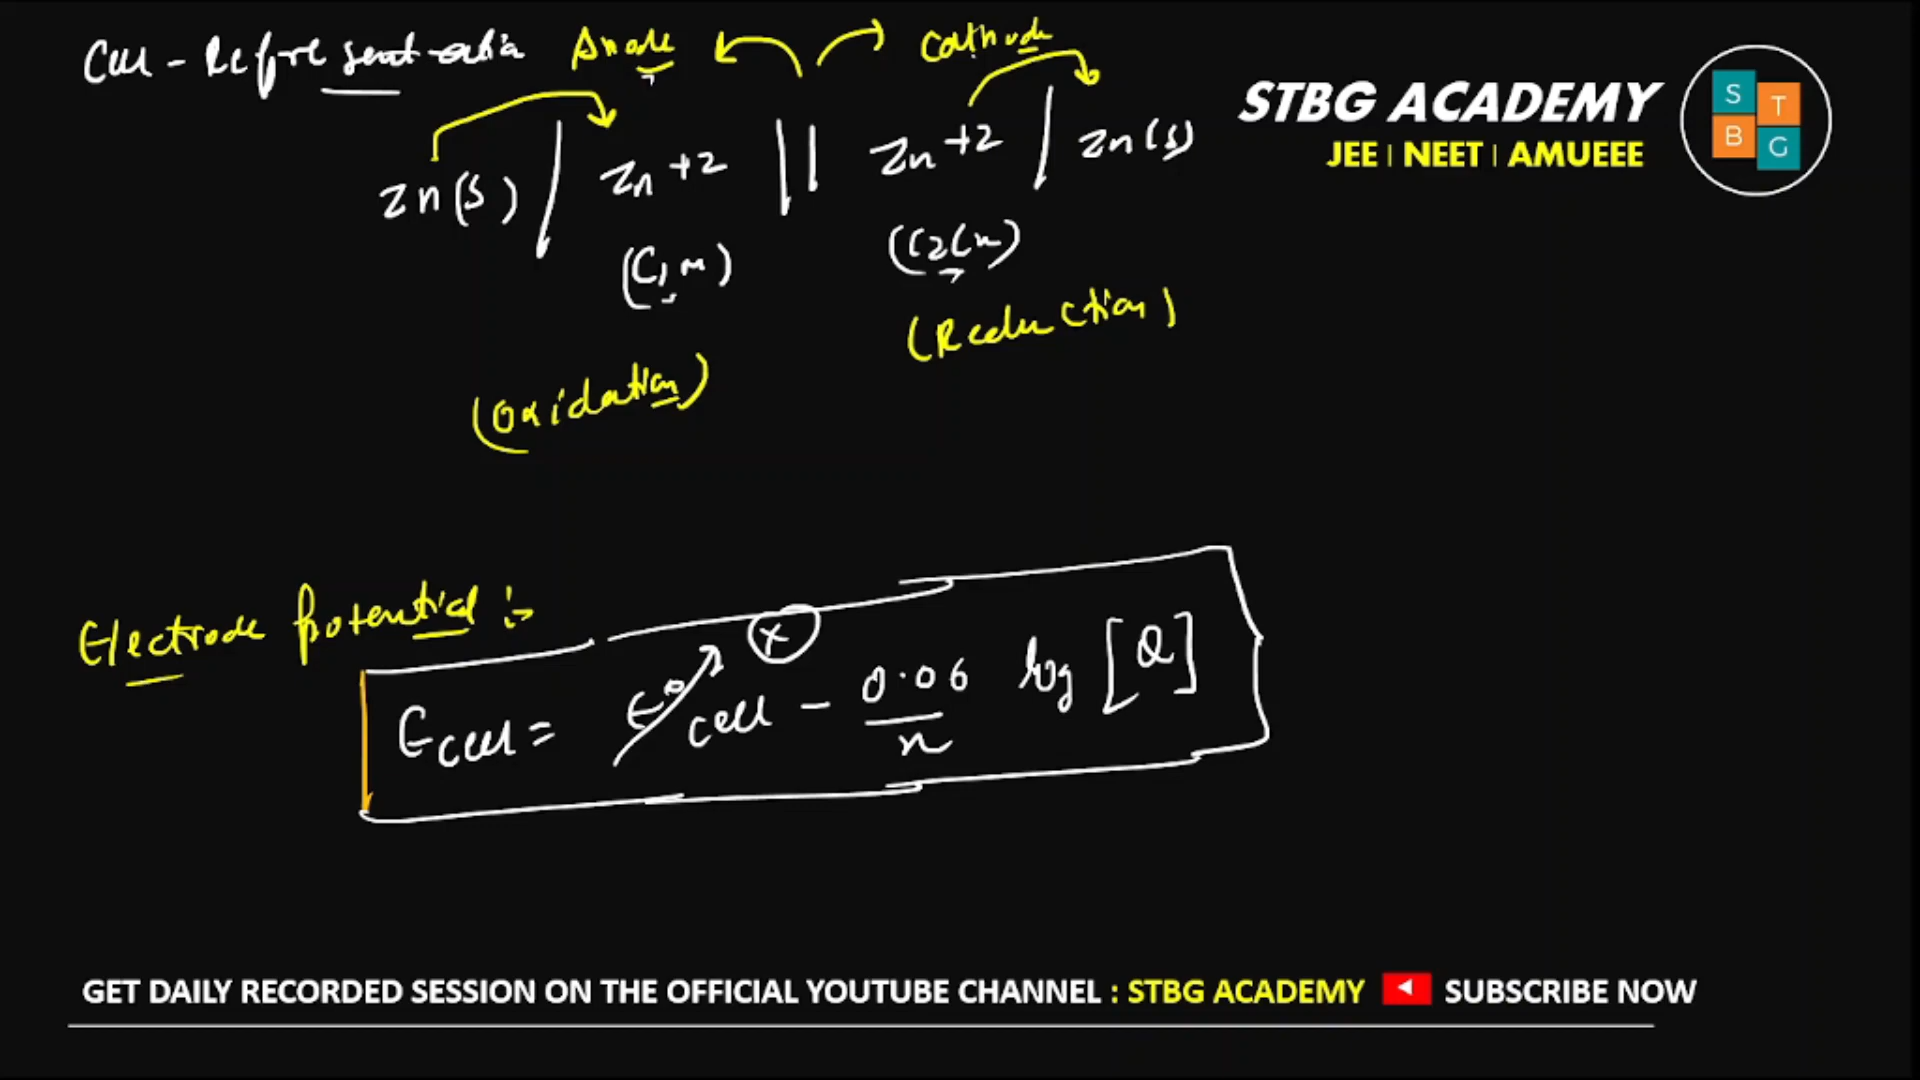 Cell - Representation Anode Cathode
Zn(s) | Zn+2 || Zn+2 | Zn(s)
(C1 M) (C2(M)
(Oxidation) (Reduction)
Electrode potential :-
Ecell = E° cell - 0.06/n log [Q]
x
STBG ACADEMY
JEE | NEET | AMUEEE
S T
B G
GET DAILY RECORDED SESSION ON THE OFFICIAL YOUTUBE CHANNEL : STBG ACADEMY SUBSCRIBE NOW